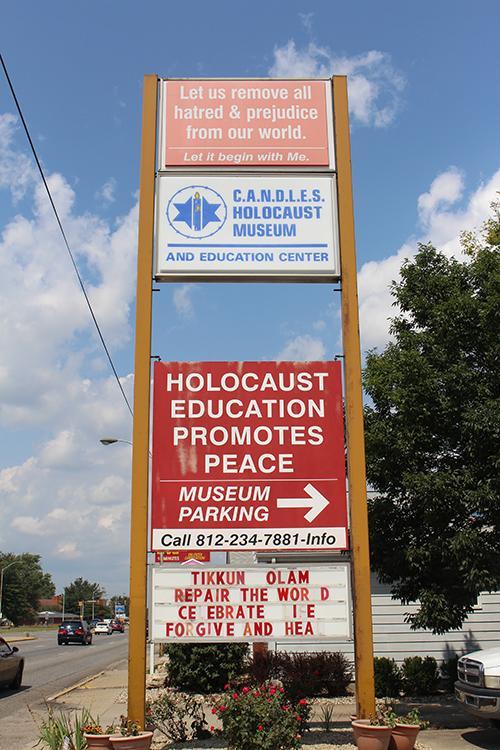 Let us remove all
hatred & prejudice
from our world.
Let it begin with Me.
C.A.N.D.L.E.S.
HOLOCAUST
MUSEUM
AND EDUCATION CENTER
HOLOCAUST
EDUCATION
PROMOTES
PEACE
MUSEUM
PARKING
Call 812-234-7881-Info
TIKKUN OLAM
REPAIR THE WOR D
CE EBRATE I E
FORGIVE AND HEA